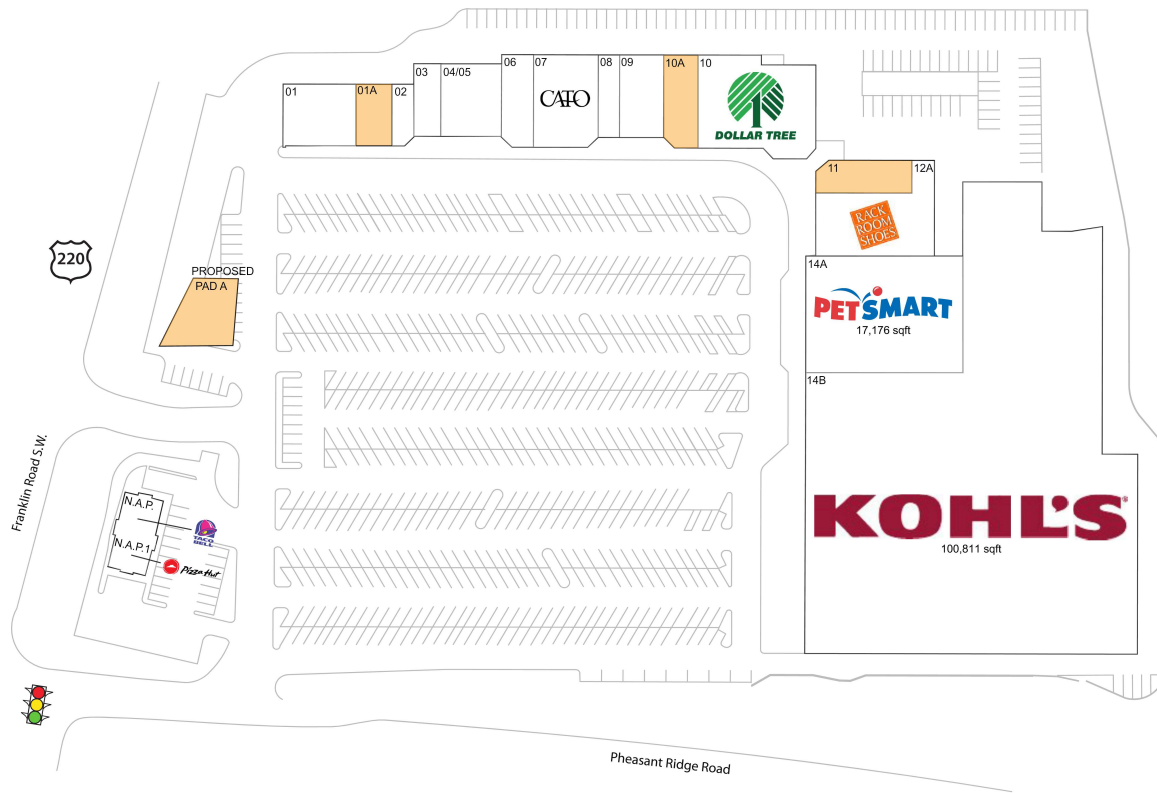 01
01A
02
03
04/05
06
07
CATO
08
09
10A
10
DOLLAR TREE
11
12A
RACK
ROOM
SHOES
220
PROPOSED
PAD A
14A
PETSMART
17,176 sqft
14B
Franklin Road S.W.
N.A.P.
TACO
BELL
N.A.P.1
Pizza Hut
KOHL'S
100,811 sqft
Pheasant Ridge Road